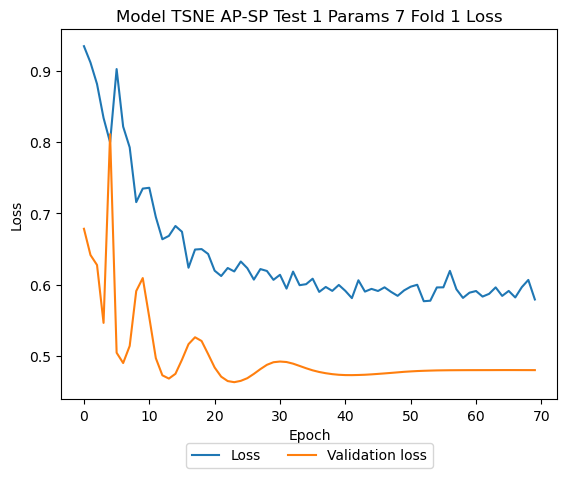 Model TSNE AP-SP Test 1 Params 7 Fold 1 Loss
Loss
0.9
0.8
0.7
0.6
0.5
0 10 20 30 40 50 60 70
Epoch
Loss Validation loss